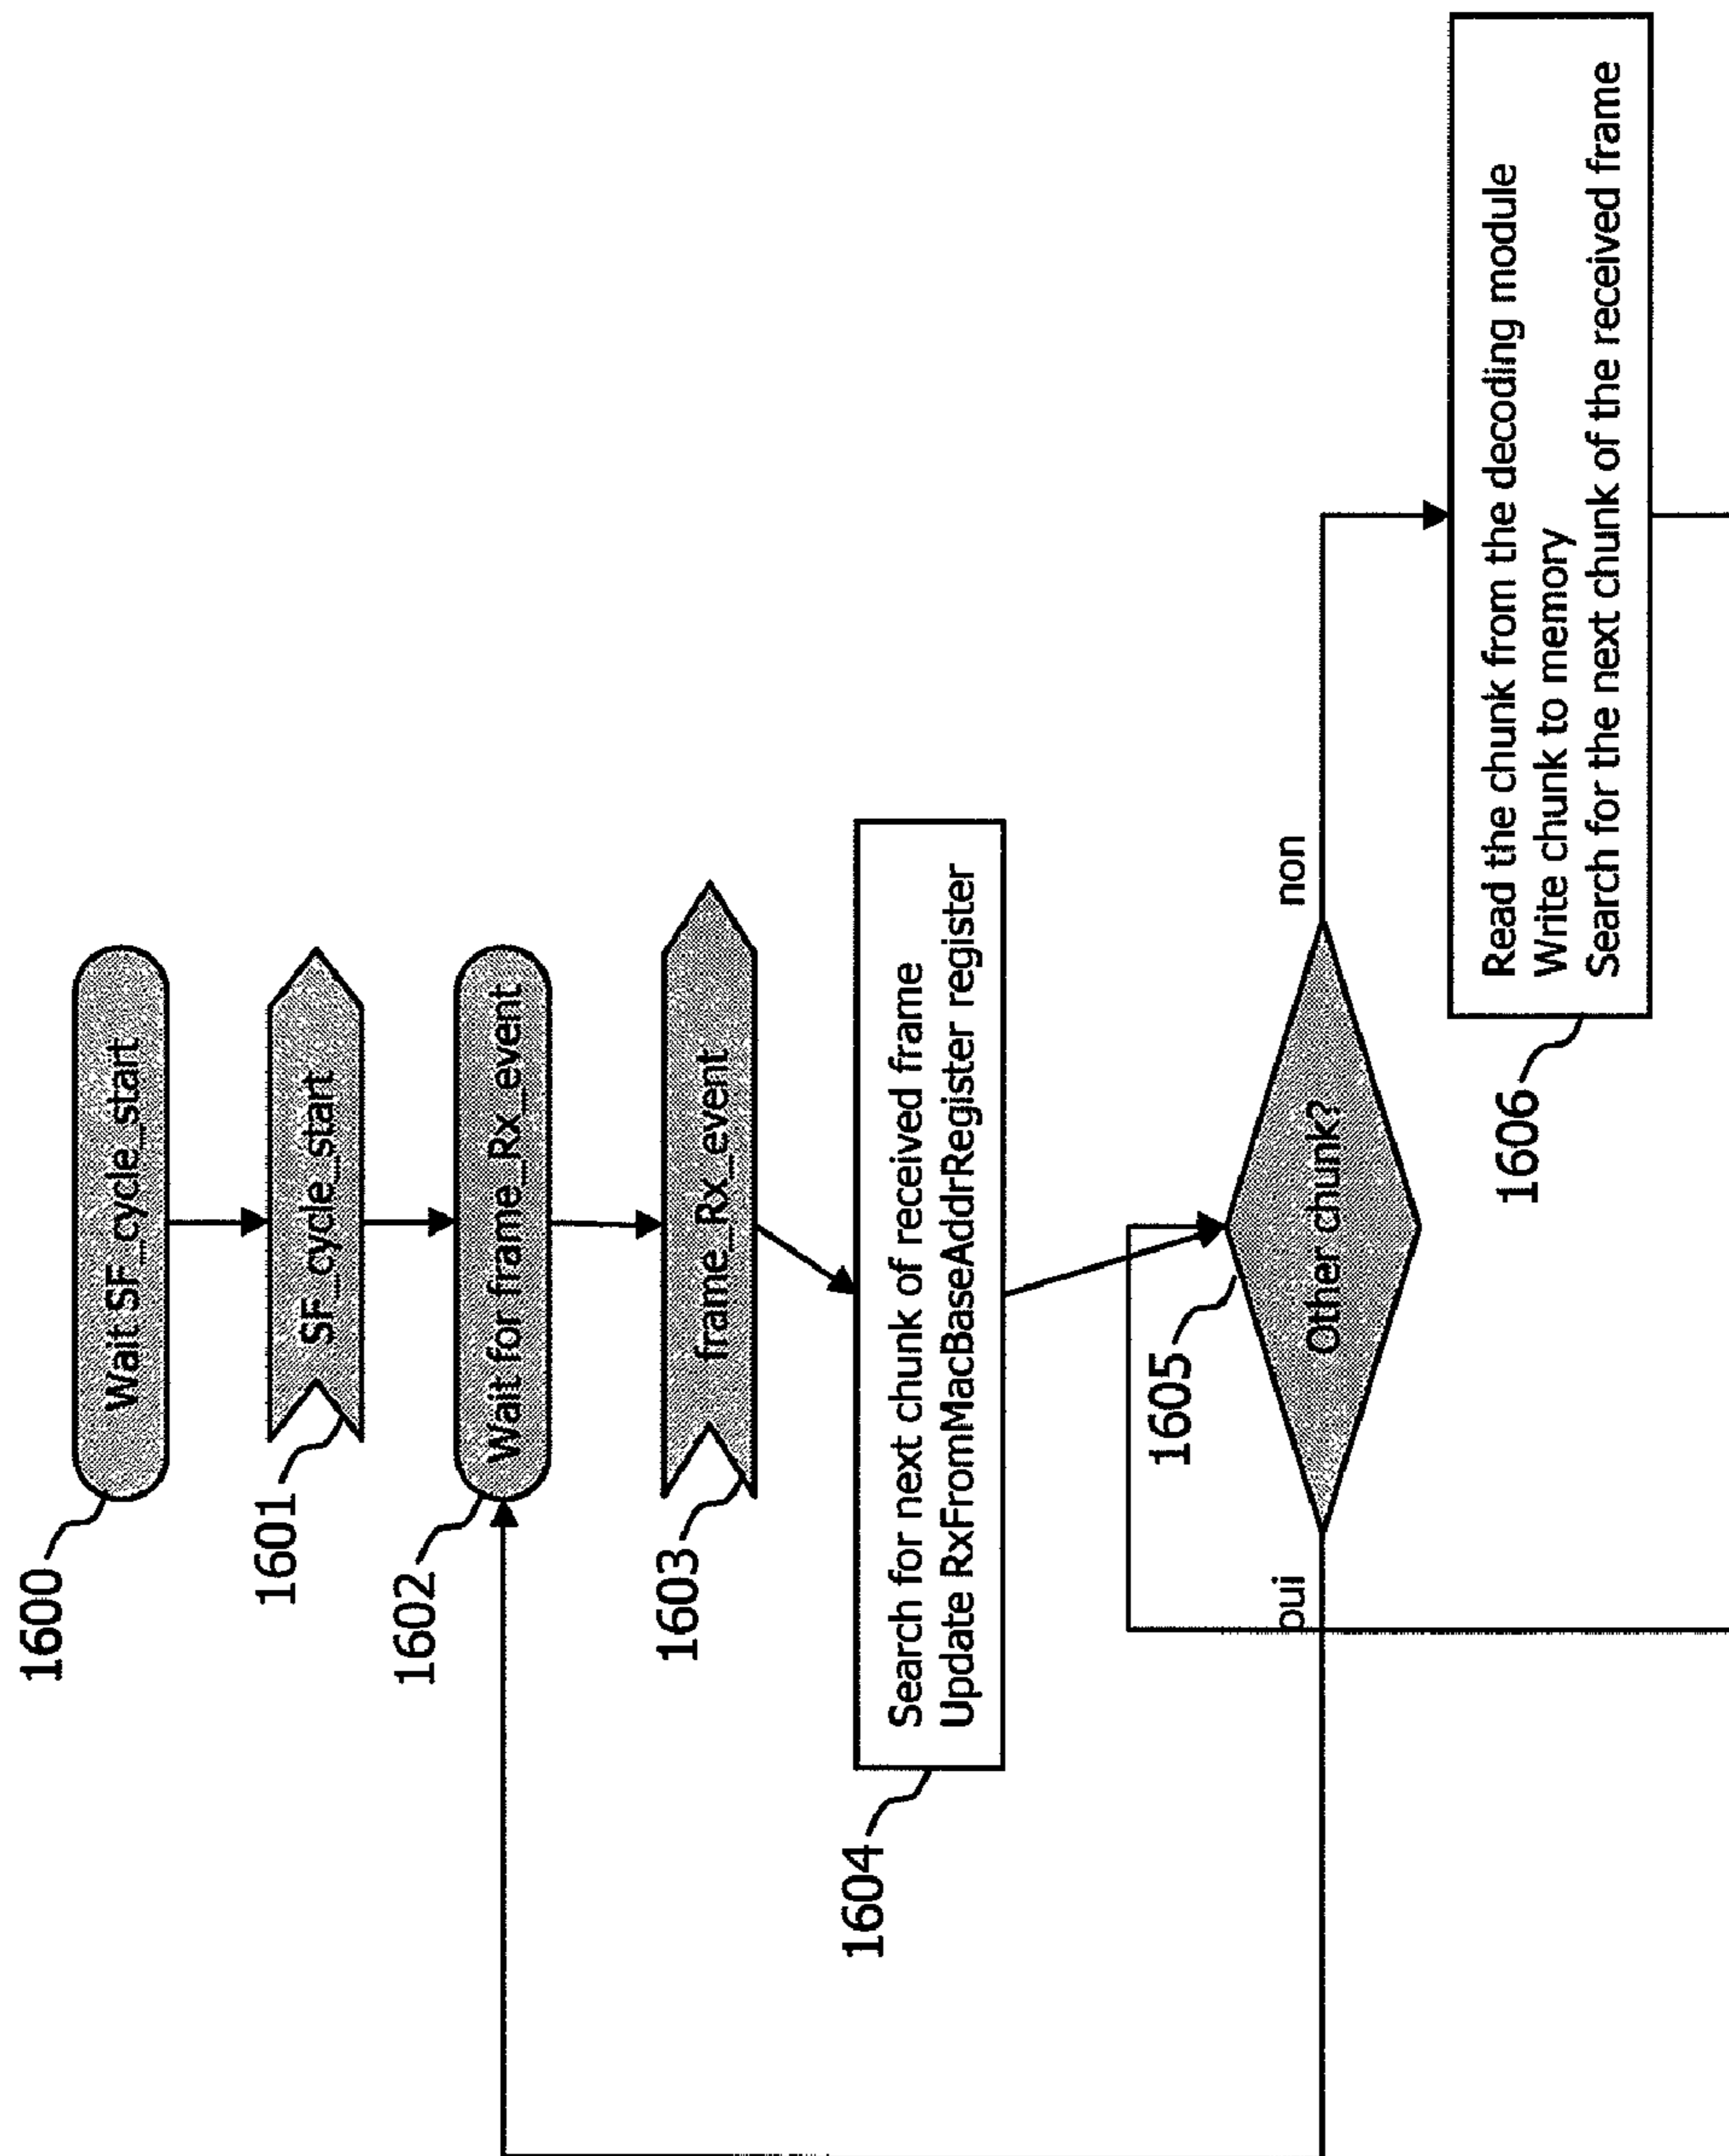 1600
Wait SF_cycle_start
1601
SF_cycle_start
1602
Wait for frame_Rx_event
1603
frame_Rx_event
1604
Search for next chunk of received frame
Update RxFromMacBaseAddrRegister register
1605
Other chunk?
oui
non
1606
Read the chunk from the decoding module
Write chunk to memory
Search for the next chunk of the received frame